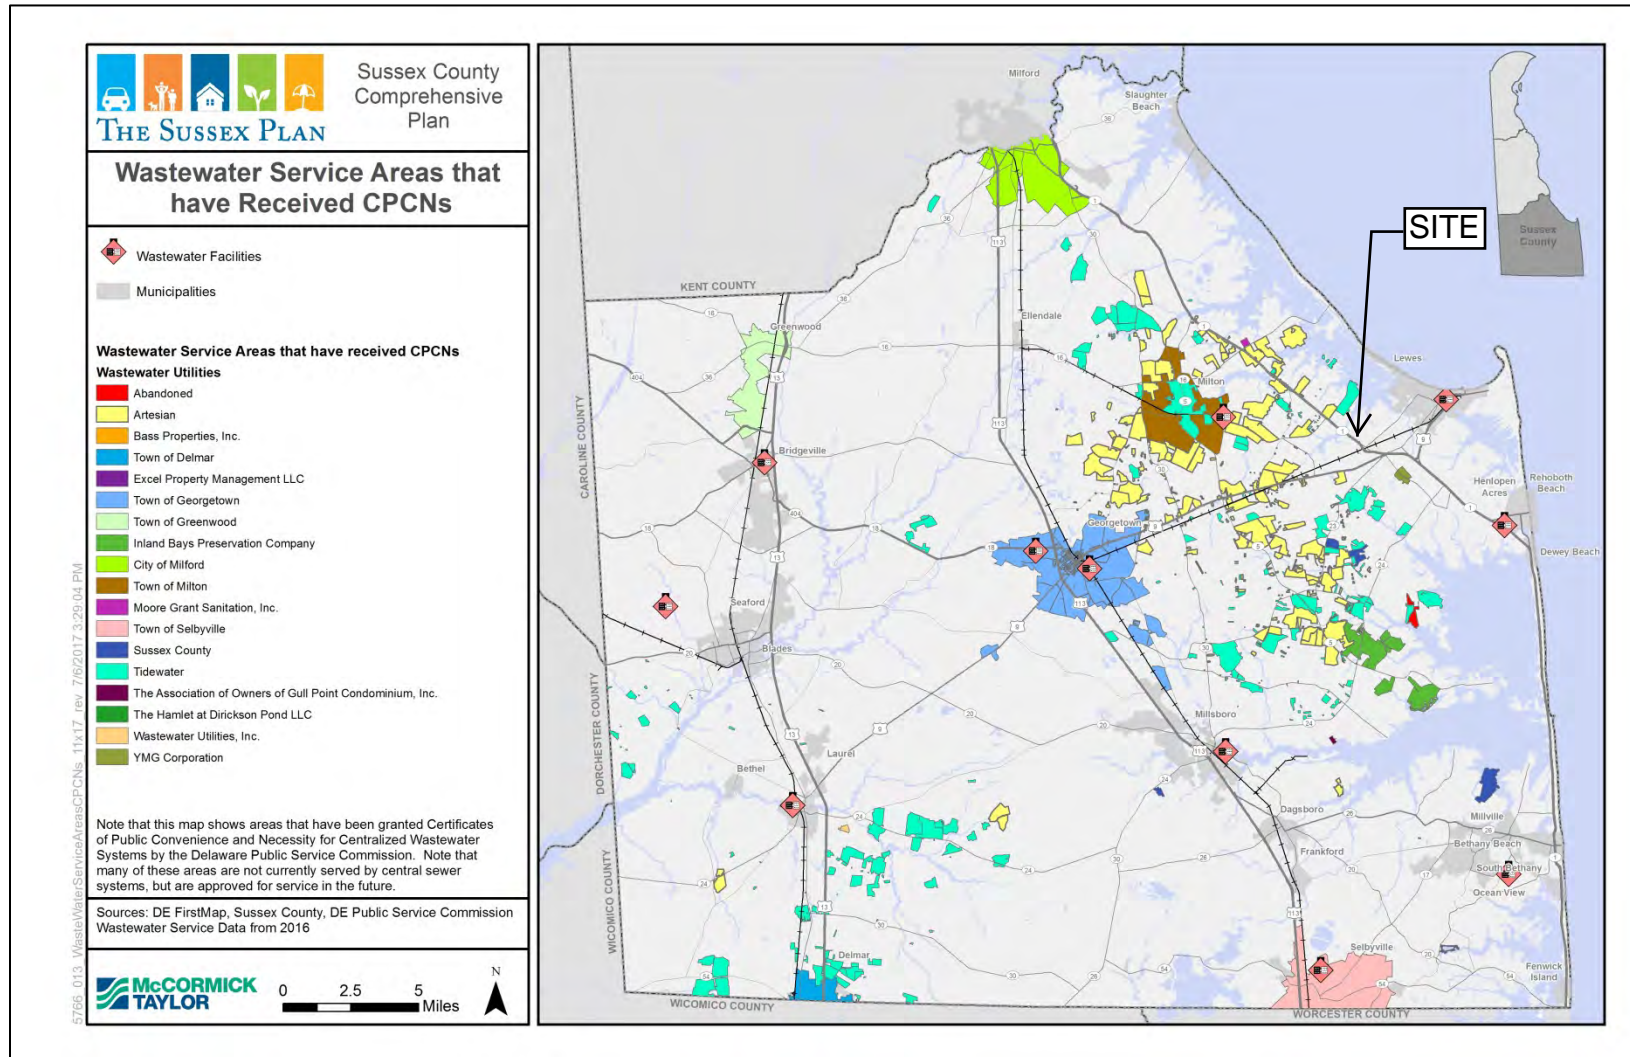 THE SUSSEX PLAN
Sussex County
Comprehensive
Plan
Wastewater Service Areas that
have Received CPCNs
Wastewater Facilities
Municipalities
Wastewater Service Areas that have received CPCNs
Wastewater Utilities
Abandoned
Artesian
Bass Properties, Inc.
Town of Delmar
Excel Property Management LLC
Town of Georgetown
Town of Greenwood
Inland Bays Preservation Company
City of Milford
Town of Milton
Moore Grant Sanitation, Inc.
Town of Selbyville
Sussex County
Tidewater
The Association of Owners of Gull Point Condominium, Inc.
The Hamlet at Dirickson Pond LLC
Wastewater Utilities, Inc.
YMG Corporation
Note that this map shows areas that have been granted Certificates
of Public Convenience and Necessity for Centralized Wastewater
Systems by the Delaware Public Service Commission. Note that
many of these areas are not currently served by central sewer
systems, but are approved for service in the future.
Sources: DE FirstMap, Sussex County, DE Public Service Commission
Wastewater Service Data from 2016
McCORMICK
TAYLOR
0 2.5 5
Miles
N
5766_013_WasteWaterServiceAreasCPCNs_11x17_rev_7/6/2017 3:29:04 PM
Milford
Slaughter
Beach
SITE
Sussex
County
KENT COUNTY
Greenwood
Ellendale
Milton
Lewes
CAROLINE COUNTY
Bridgeville
Henlopen
Acres
Rehoboth
Beach
Georgetown
Dewey Beach
Seaford
Blades
DORCHESTER COUNTY
Millsboro
Laurel
Bethel
Dagsboro
Millville
Bethany Beach
Frankford
South Bethany
Ocean View
WICOMICO COUNTY
Selbyville
Delmar
Fenwick
Island
WICOMICO COUNTY
WORCESTER COUNTY